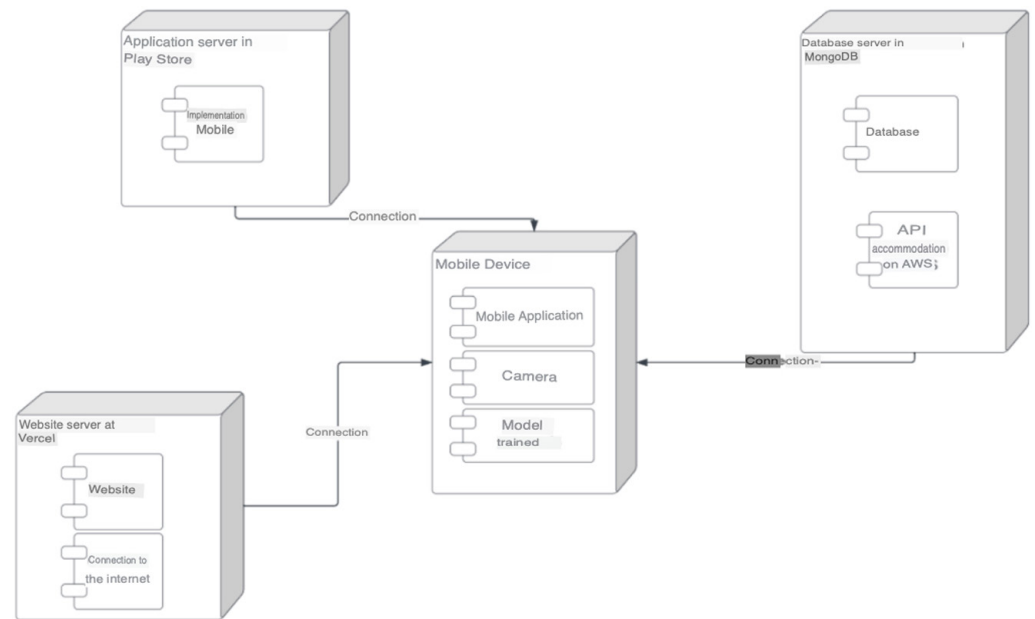 Application server in
Play Store
Implementation
Mobile
Connection
Database server in
MongoDB
Database
API
accommodation
on AWS;
Connection-
Mobile Device
Mobile Application
Camera
Model
trained
Connection
Website server at
Vercel
Website
Connection to
the internet